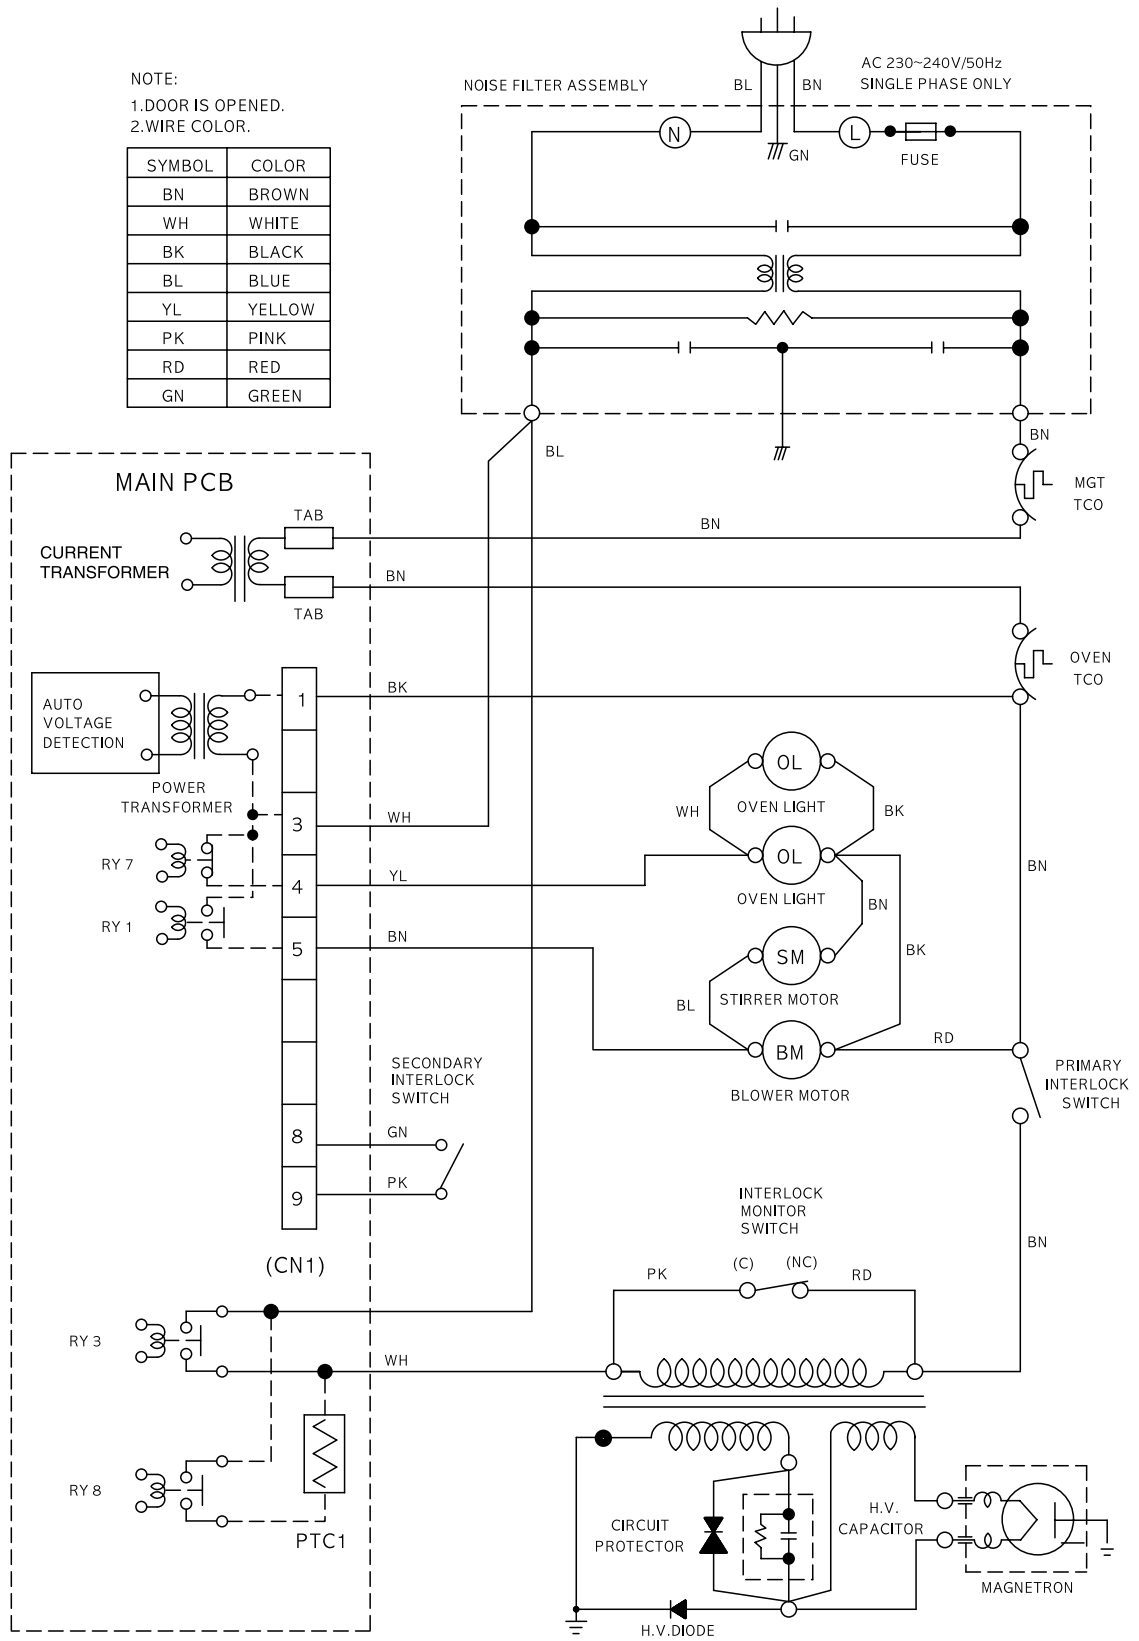 NOTE:
1.DOOR IS OPENED.
2.WIRE COLOR.
SYMBOL COLOR
BN BROWN
WH WHITE
BK BLACK
BL BLUE
YL YELLOW
PK PINK
RD RED
GN GREEN
NOISE FILTER ASSEMBLY
BL
BN
AC 230~240V/50Hz
SINGLE PHASE ONLY
N
GN
L
FUSE
BL
BN
MGT
TCO
MAIN PCB
TAB
BN
CURRENT
TRANSFORMER
BN
TAB
OVEN
TCO
AUTO
VOLTAGE
DETECTION
1
BK
POWER
TRANSFORMER
OL
OVEN LIGHT
WH
BK
3
WH
RY 7
4
YL
OL
OVEN LIGHT
BN
BN
RY 1
5
BN
SM
STIRRER MOTOR
BK
BL
BM
BLOWER MOTOR
RD
PRIMARY
INTERLOCK
SWITCH
SECONDARY
INTERLOCK
SWITCH
8
GN
9
PK
(CN1)
INTERLOCK
MONITOR
SWITCH
BN
PK
(C)
(NC)
RD
RY 3
WH
RY 8
PTC1
CIRCUIT
PROTECTOR
H.V.
CAPACITOR
MAGNETRON
H.V.DIODE